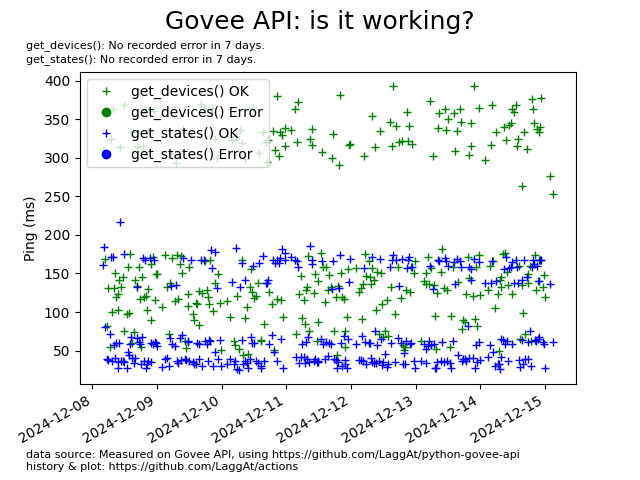 Govee API: is it working?
get_devices(): No recorded error in 7 days.
get_states(): No recorded error in 7 days.
get_devices() OK
get_devices() Error
get_states() OK
get_states() Error
Ping (ms)
400
350
300
250
200
150
100
50
2024-12-08
2024-12-09
2024-12-10
2024-12-11
2024-12-12
2024-12-13
2024-12-14
2024-12-15
data source: Measured on Govee API, using https://github.com/LaggAt/python-govee-api
history & plot: https://github.com/LaggAt/actions